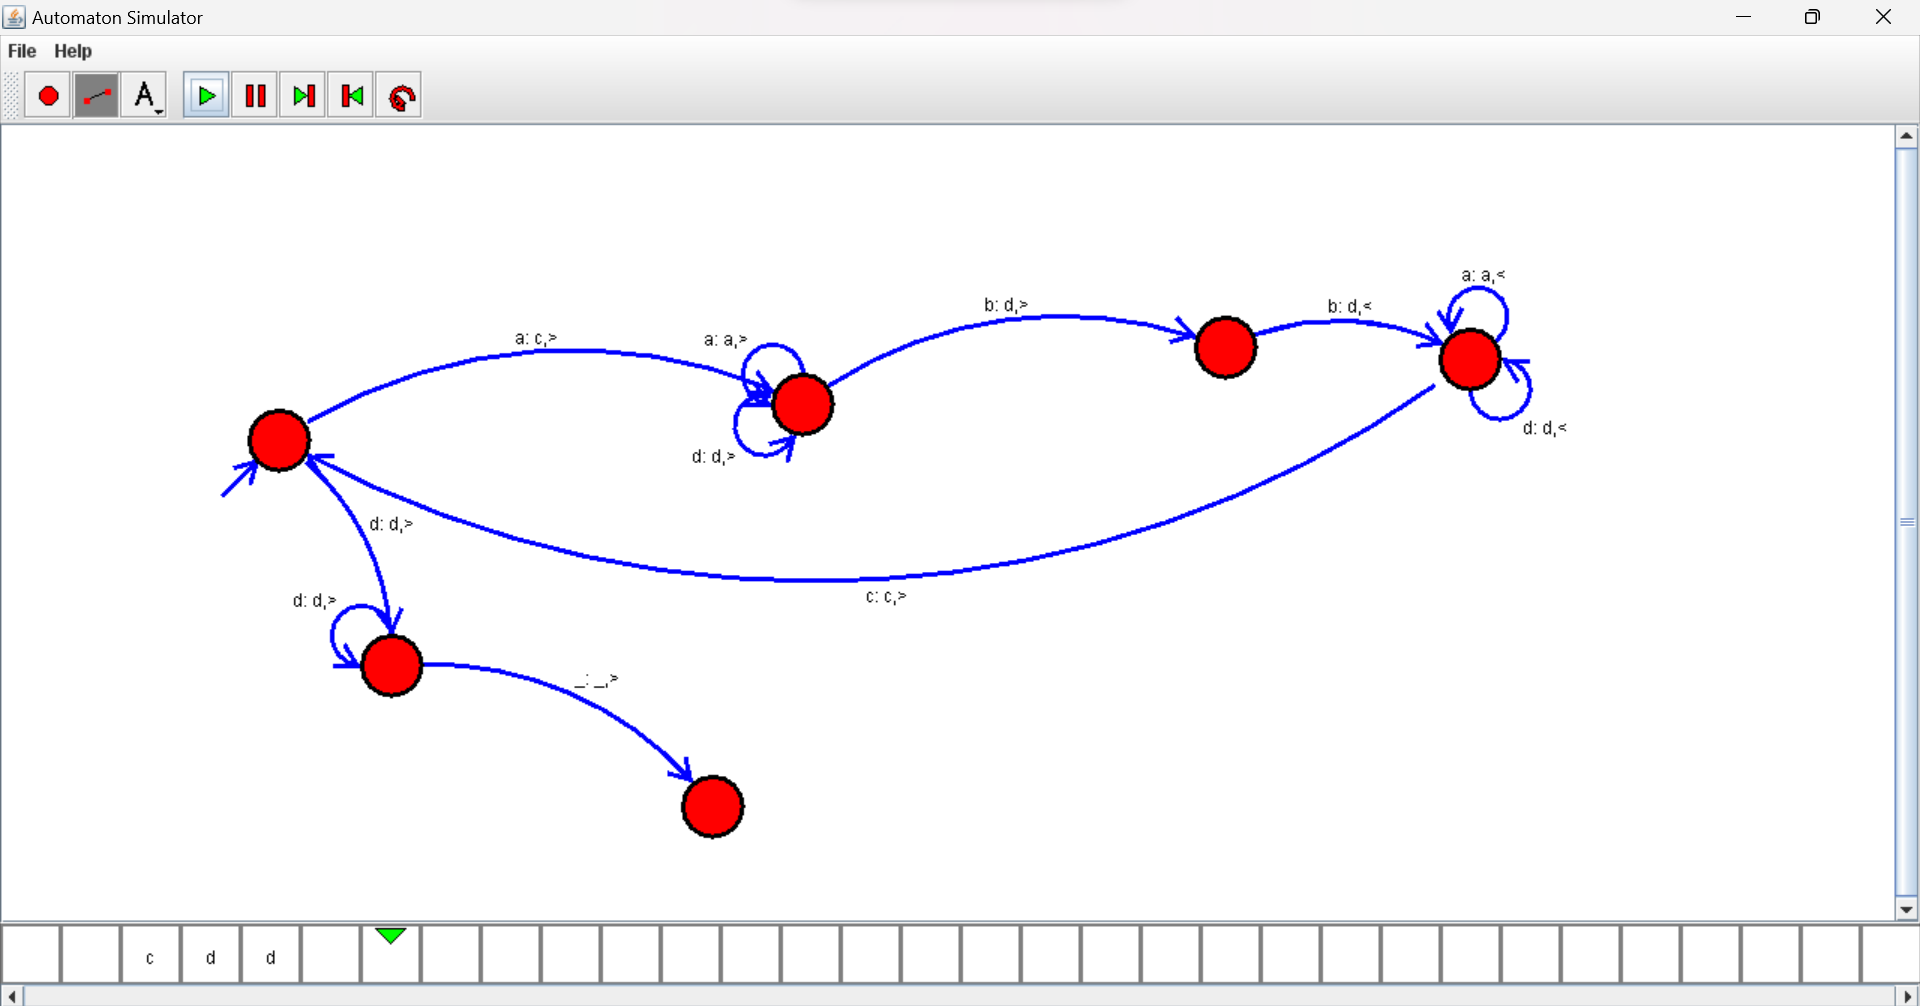 Automaton Simulator
File Help
A
a: a,<
b: d,>
b: d,<
a: c,>
a: a,>
d: d,<
d: d,>
d: d,>
c: c,>
d: d,>
_: _,>
c d d